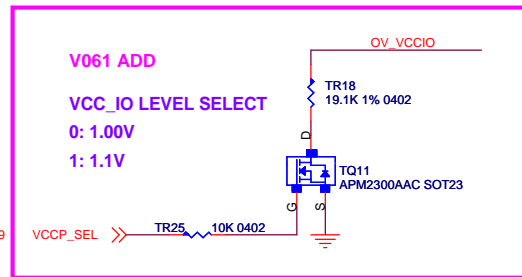 OV_VCCIO
V061 ADD
TR18
19.1K 1% 0402
VCC_IO LEVEL SELECT
0: 1.00V
1: 1.1V
D
TQ11
APM2300AAC SOT23
G
S
9
VCCP_SEL
TR25
10K 0402